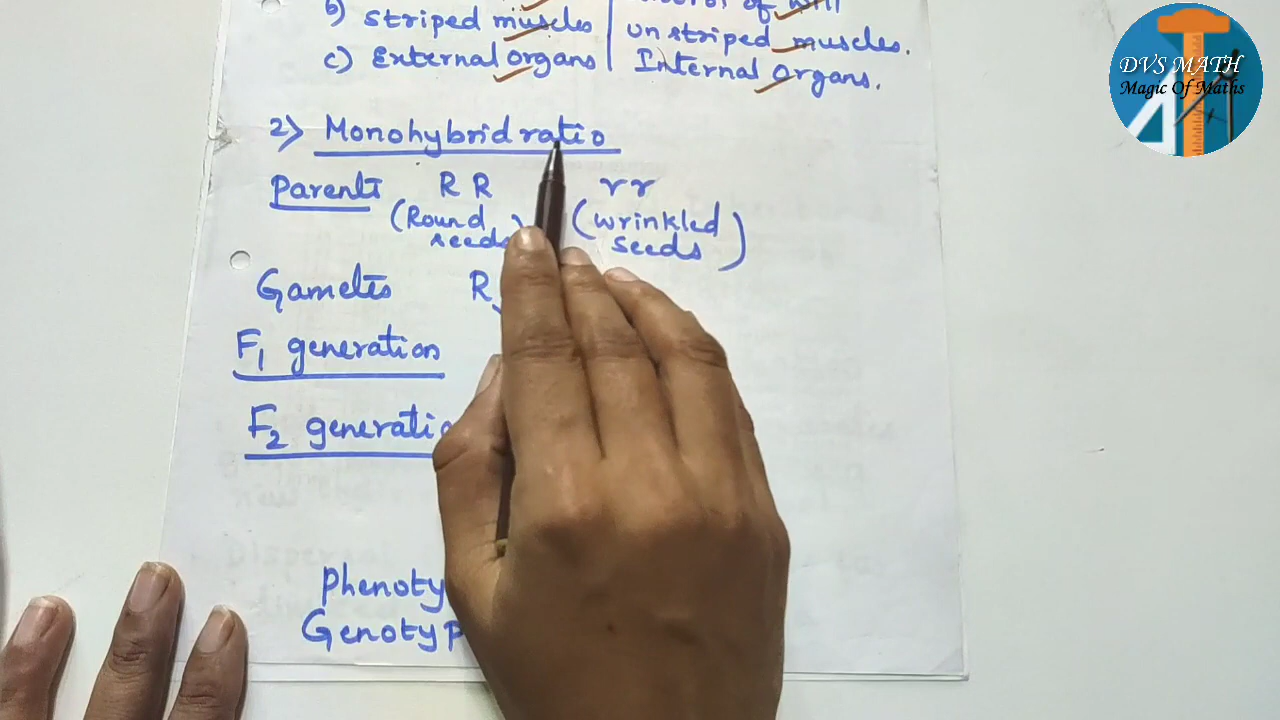 b) striped muscles | unstriped muscles.
c) External organs | Internal Organs.
2) Monohybrid ratio
Parents RR rr
(Round seeds) (wrinkled seeds)
Gametes R
F1 generation
F2 generatio
Phenoty
Genotyp
DVS MATH
Magic Of Maths